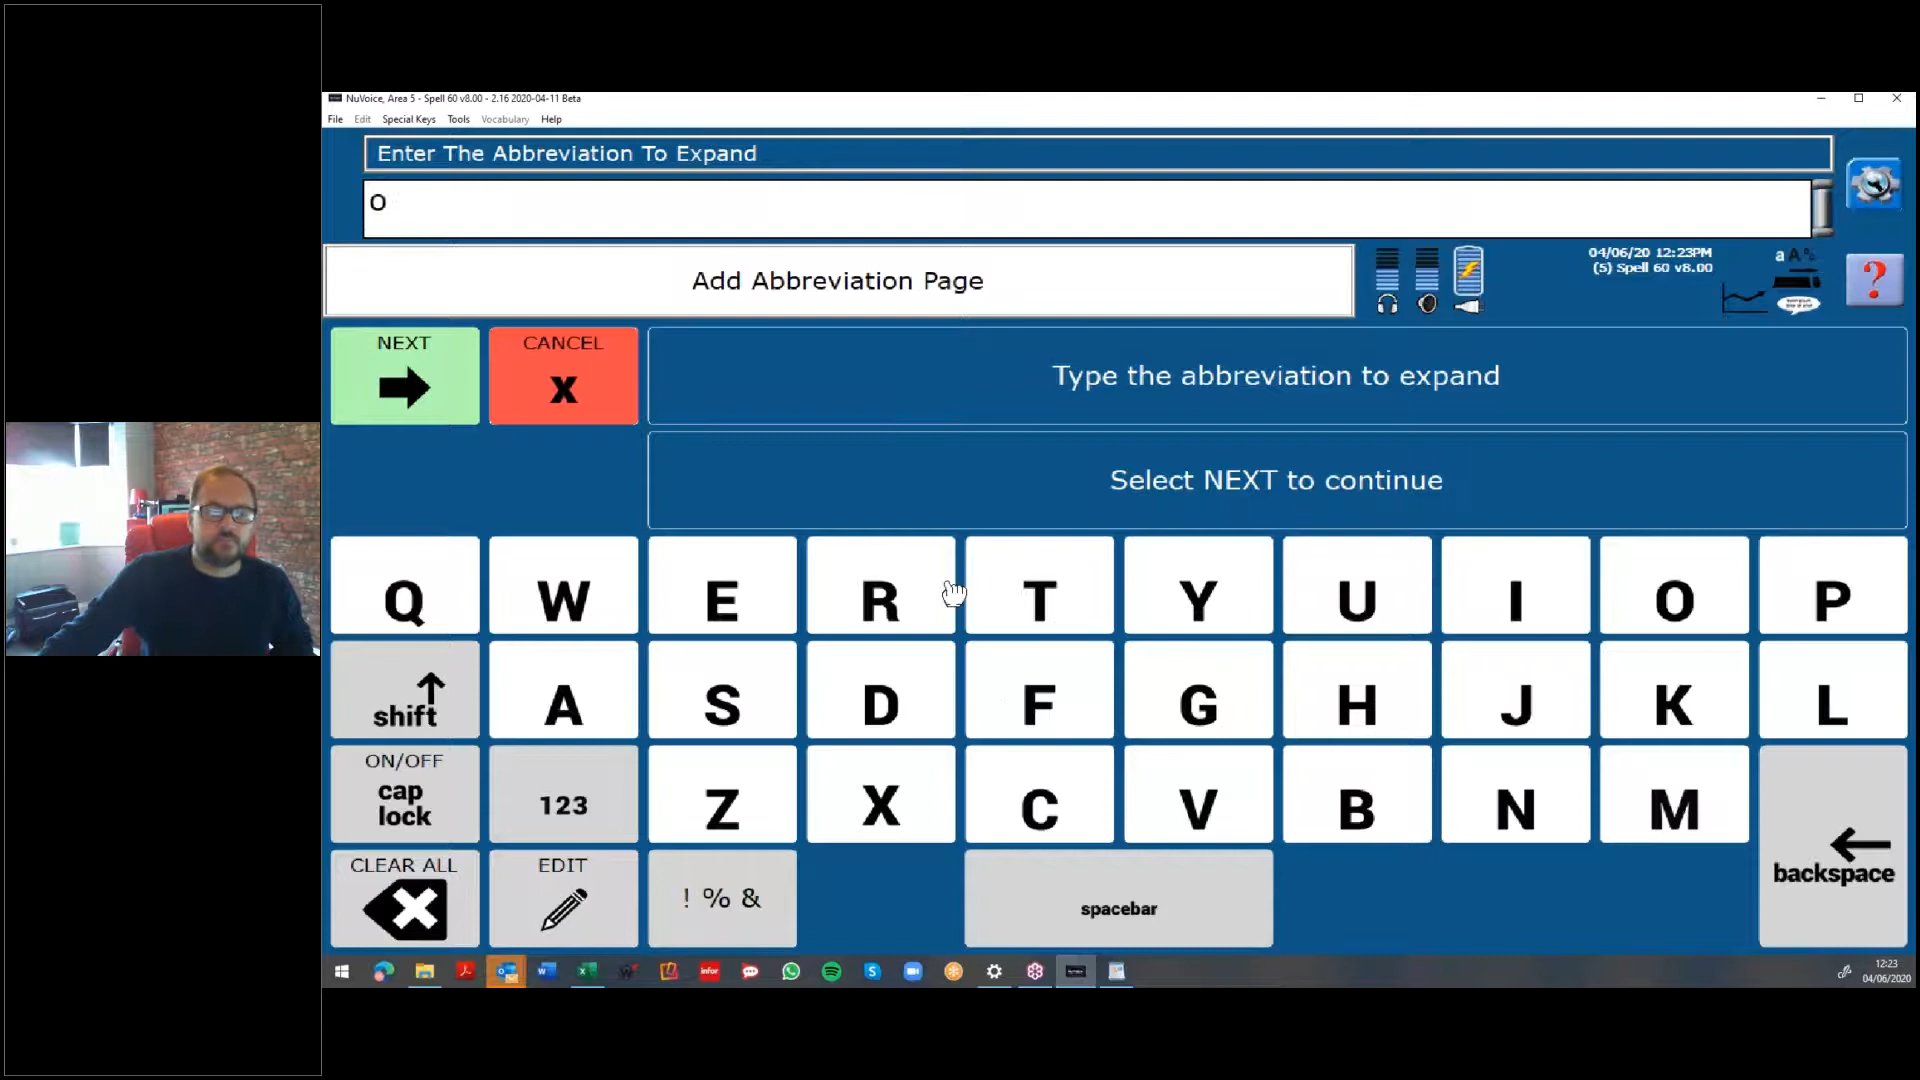 NuVoice, Area 5 - Spell 60 v8.00 - 2.16 2020-04-11 Beta
File Edit Special Keys Tools Vocabulary Help
Enter The Abbreviation To Expand
O
Add Abbreviation Page
04/06/20 12:23PM
(5) Spell 60 v8.00
a A %
?
NEXT
CANCEL
X
Type the abbreviation to expand
Select NEXT to continue
Q W E R T Y U I O P
shift A S D F G H J K L
ON/OFF
cap
lock
123 Z X C V B N M
backspace
CLEAR ALL
EDIT
! % &
spacebar
infor
12:23
04/06/2020